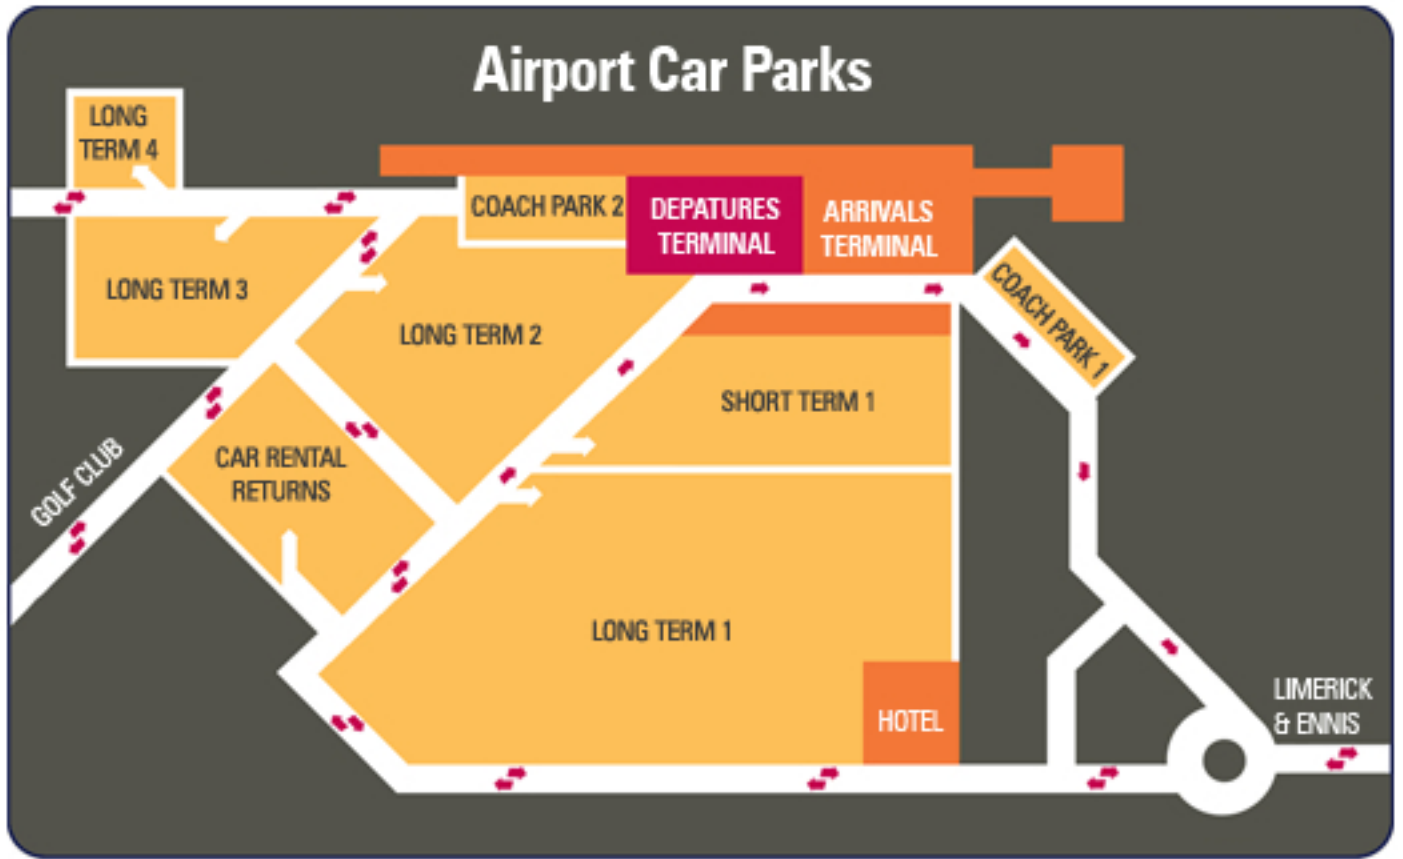 Airport Car Parks
LONG
TERM 4
COACH PARK 2
DEPATURES
TERMINAL
ARRIVALS
TERMINAL
COACH PARK 1
LONG TERM 3
LONG TERM 2
SHORT TERM 1
CAR RENTAL
RETURNS
GOLF CLUB
LONG TERM 1
HOTEL
LIMERICK
& ENNIS